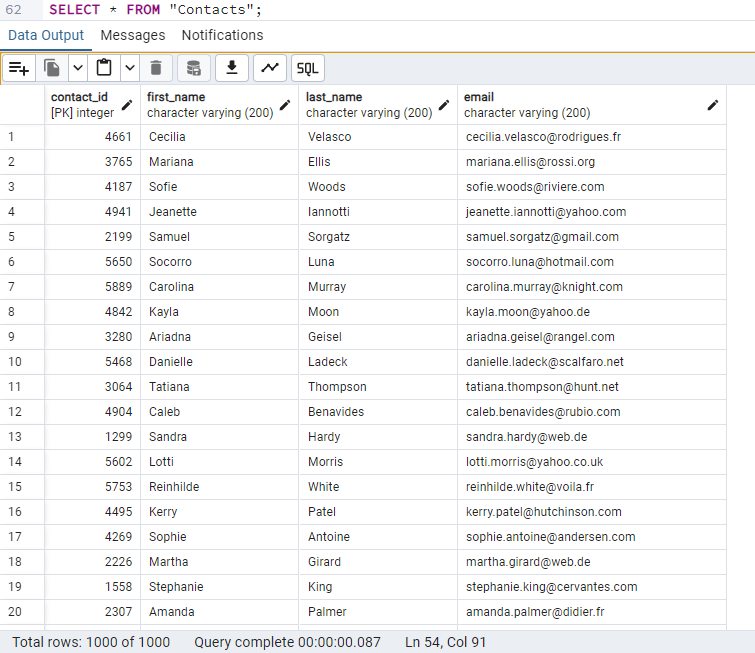 62 SELECT * FROM "Contacts";
Data Output Messages Notifications
SQL
contact_id first_name last_name email
[PK] integer character varying (200) character varying (200) character varying (200)
1 4661 Cecilia Velasco cecilia.velasco@rodrigues.fr
2 3765 Mariana Ellis mariana.ellis@rossi.org
3 4187 Sofie Woods sofie.woods@riviere.com
4 4941 Jeanette Iannotti jeanette.iannotti@yahoo.com
5 2199 Samuel Sorgatz samuel.sorgatz@gmail.com
6 5650 Socorro Luna socorro.luna@hotmail.com
7 5889 Carolina Murray carolina.murray@knight.com
8 4842 Kayla Moon kayla.moon@yahoo.de
9 3280 Ariadna Geisel ariadna.geisel@rangel.com
10 5468 Danielle Ladeck danielle.ladeck@scalfaro.net
11 3064 Tatiana Thompson tatiana.thompson@hunt.net
12 4904 Caleb Benavides caleb.benavides@rubio.com
13 1299 Sandra Hardy sandra.hardy@web.de
14 5602 Lotti Morris lotti.morris@yahoo.co.uk
15 5753 Reinhilde White reinhilde.white@voila.fr
16 4495 Kerry Patel kerry.patel@hutchinson.com
17 4269 Sophie Antoine sophie.antoine@andersen.com
18 2226 Martha Girard martha.girard@web.de
19 1558 Stephanie King stephanie.king@cervantes.com
20 2307 Amanda Palmer amanda.palmer@didier.fr
Total rows: 1000 of 1000 Query complete 00:00:00.087 Ln 54, Col 91